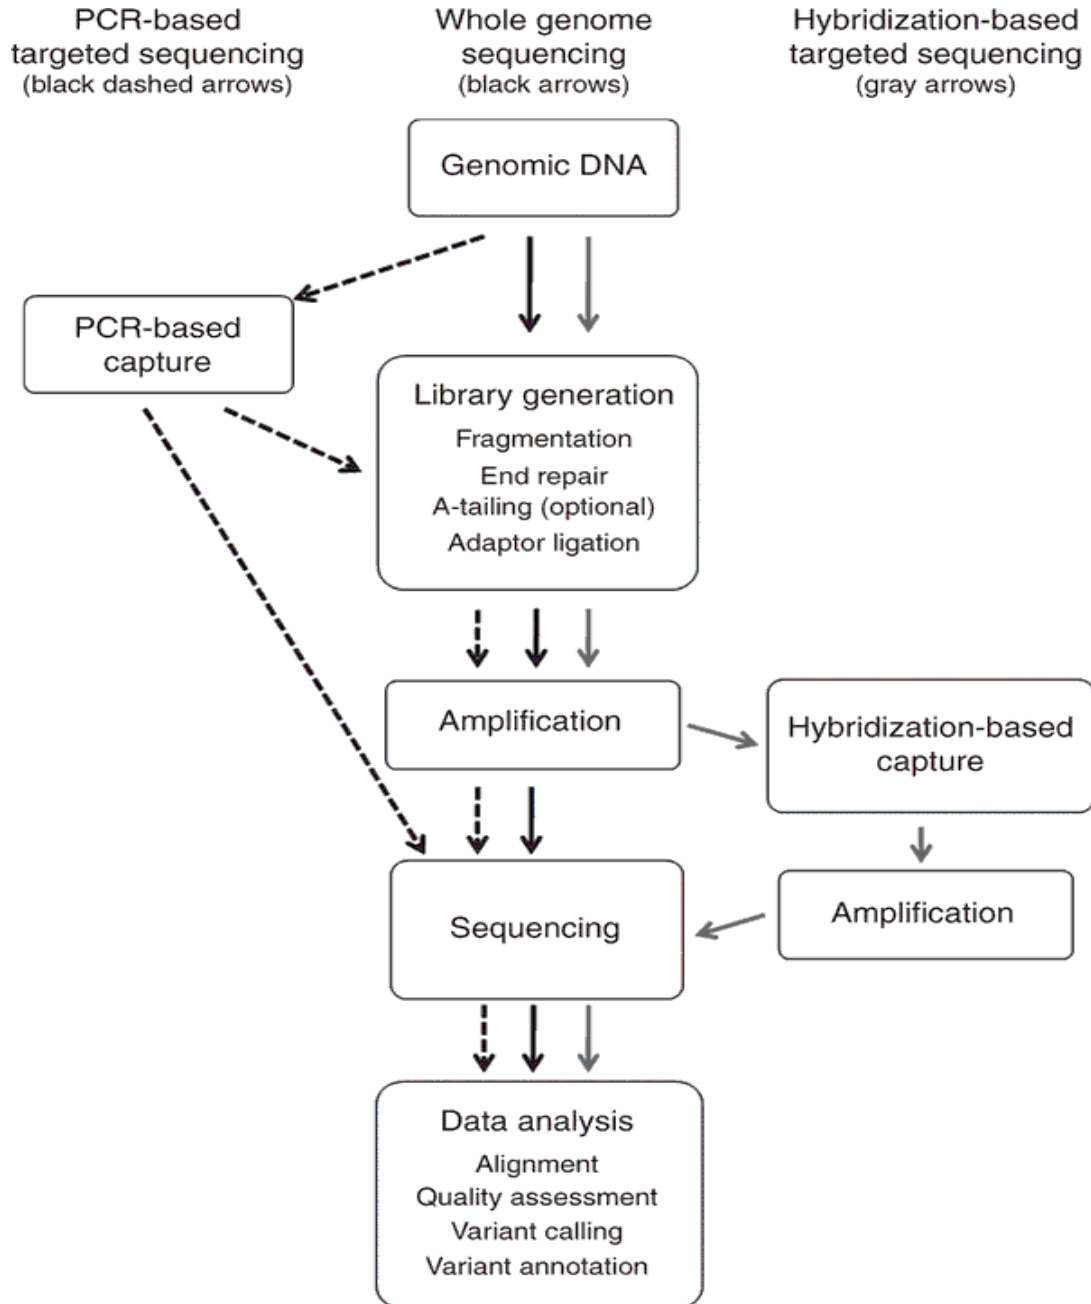 PCR-based
targeted sequencing
(black dashed arrows)
Whole genome
sequencing
(black arrows)
Hybridization-based
targeted sequencing
(gray arrows)
Genomic DNA
PCR-based
capture
Library generation
Fragmentation
End repair
A-tailing (optional)
Adaptor ligation
Amplification
Hybridization-based
capture
Amplification
Sequencing
Data analysis
Alignment
Quality assessment
Variant calling
Variant annotation